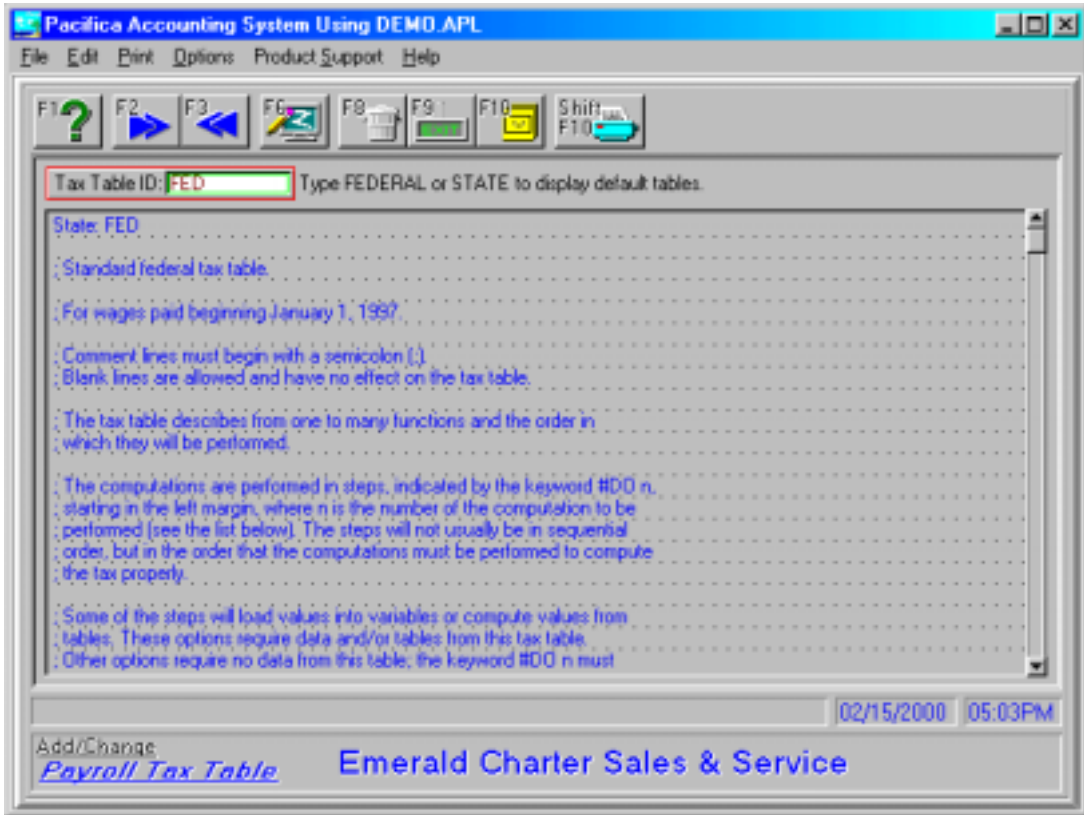 Pacifica Accounting System Using DEMO.APL
File Edit Print Options Product Support Help
F1 F2 F3 F6 F8 F9 F10 Shift F10
Tax Table ID: FED Type FEDERAL or STATE to display default tables.
State: FED
; Standard federal tax table.
; For wages paid beginning January 1, 1997.
; Comment lines must begin with a semicolon (;).
; Blank lines are allowed and have no effect on the tax table.
; The tax table describes from one to many functions and the order in
; which they will be performed.
; The computations are performed in steps, indicated by the keyword #DO n,
; starting in the left margin, where n is the number of the computation to be
; performed (see the list below). The steps will not usually be in sequential
; order, but in the order that the computations must be performed to compute
; the tax properly.
; Some of the steps will load values into variables or compute values from
; tables. These options require data and/or tables from this tax table.
; Other options require no data from this table; the keyword #DO n must
02/15/2000 05:03PM
Add/Change
Payroll Tax Table Emerald Charter Sales & Service